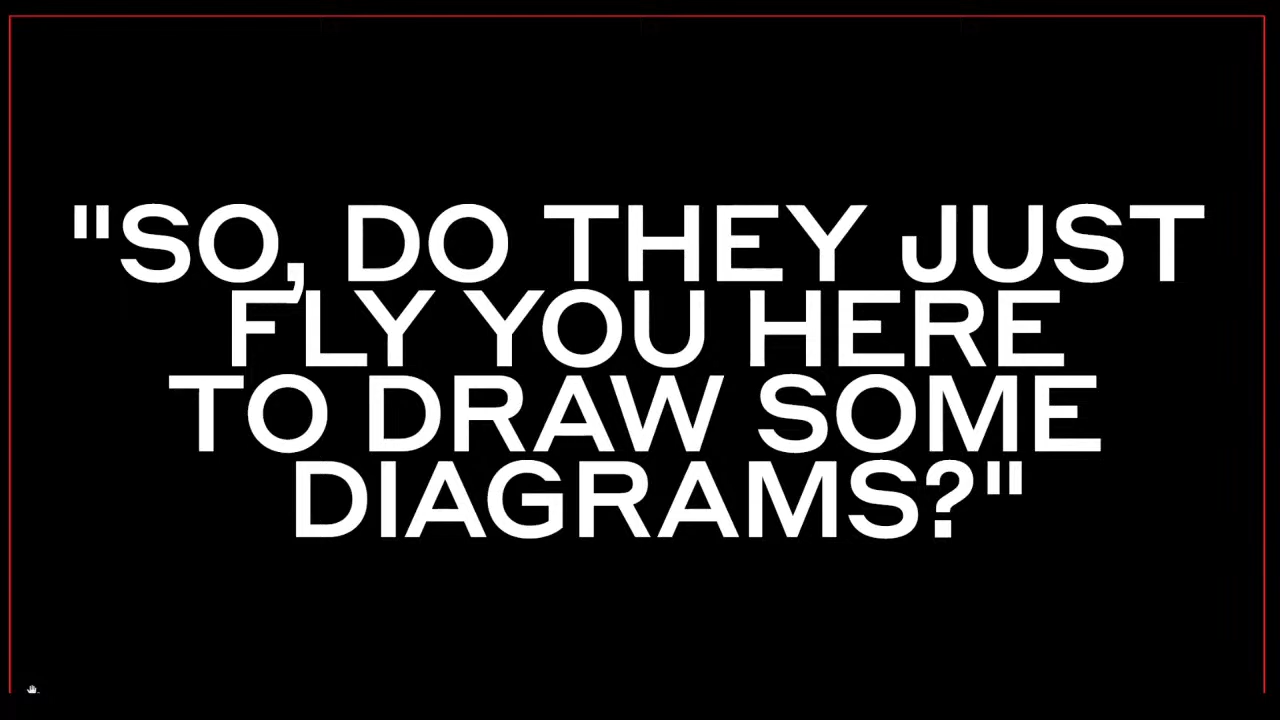 "SO, DO THEY JUST
FLY YOU HERE
TO DRAW SOME
DIAGRAMS?"